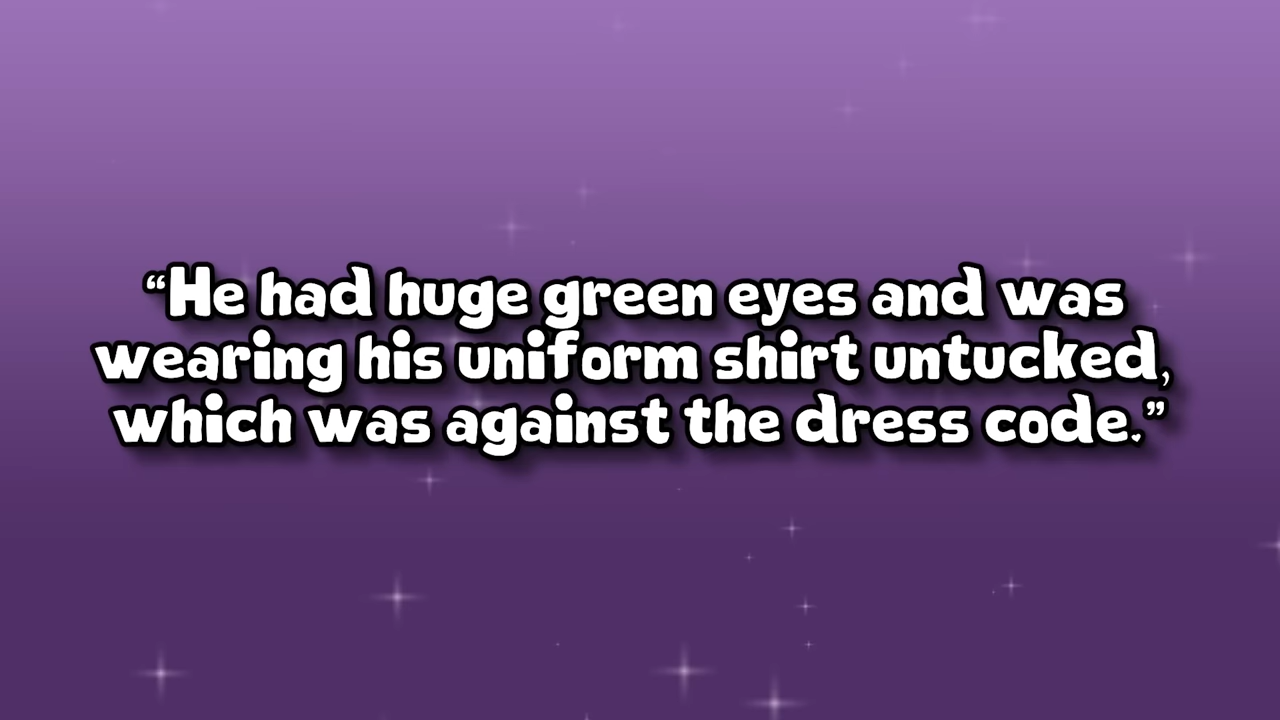 “He had huge green eyes and was
wearing his uniform shirt untucked,
which was against the dress code.”